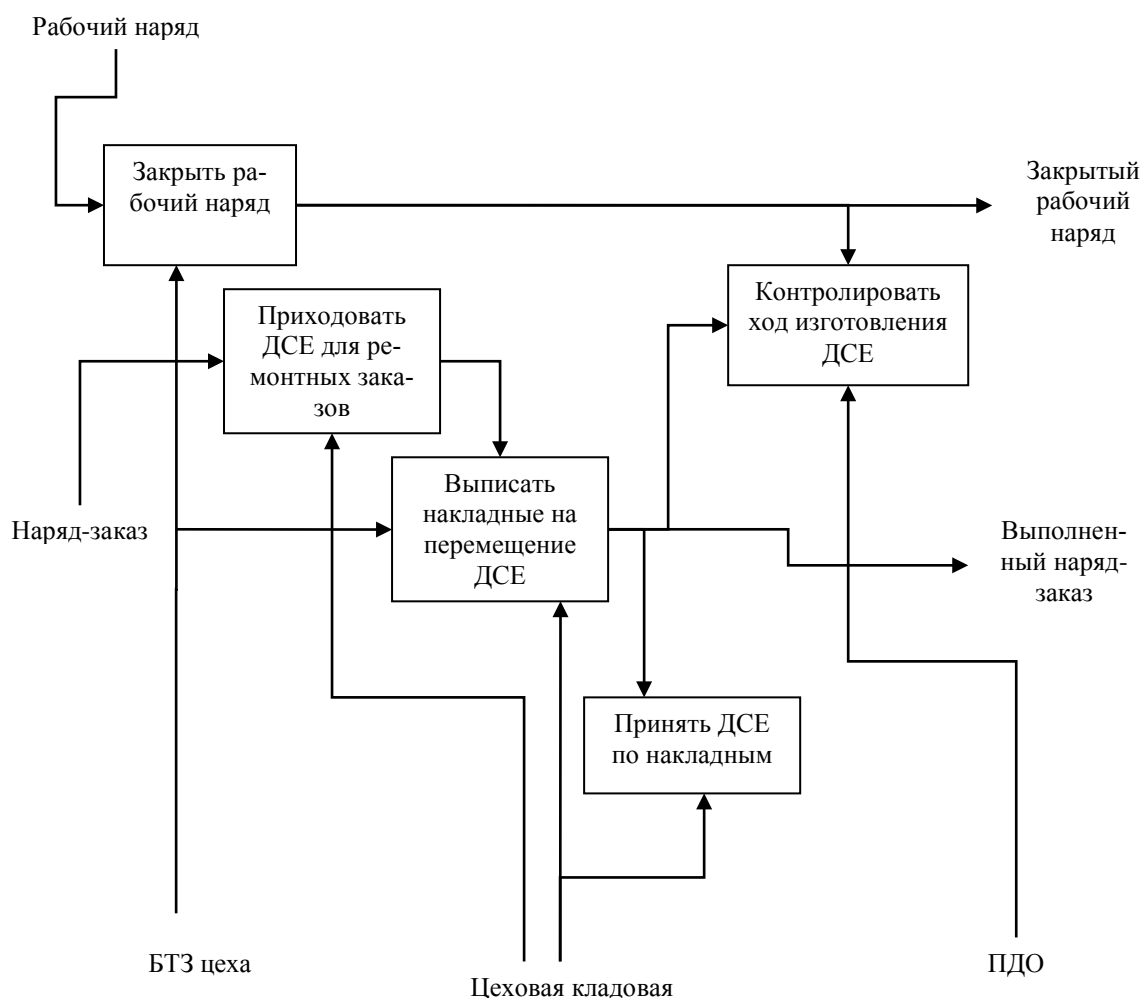 Рабочий наряд
Закрыть ра-
бочий наряд
Закрытый
рабочий
наряд
Приходовать
ДСЕ для ре-
монтных зака-
зов
Контролировать
ход изготовления
ДСЕ
Наряд-заказ
Выписать
накладные на
перемещение
ДСЕ
Выполнен-
ный наряд-
заказ
Принять ДСЕ
по накладным
БТЗ цеха
Цеховая кладовая
ПДО